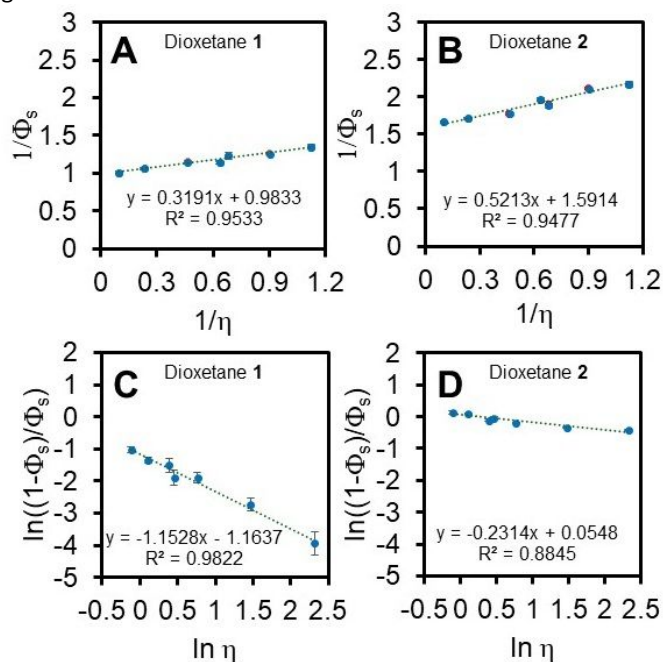 A
Dioxetane 1
1/Φs
3
2.5
2
1.5
1
0.5
0
y = 0.3191x + 0.9833
R² = 0.9533
0 0.3 0.6 0.9 1.2
1/η
B
Dioxetane 2
1/Φs
3
2.5
2
1.5
1
0.5
0
y = 0.5213x + 1.5914
R² = 0.9477
0 0.3 0.6 0.9 1.2
1/η
C
Dioxetane 1
ln((1-Φs)/Φs)
2
1
0
-1
-2
-3
-4
-5
y = -1.1528x - 1.1637
R² = 0.9822
-0.5 0 0.5 1 1.5 2 2.5
ln η
D
Dioxetane 2
ln((1-Φs)/Φs)
2
1
0
-1
-2
-3
-4
-5
y = -0.2314x + 0.0548
R² = 0.8845
-0.5 0 0.5 1 1.5 2 2.5
ln η